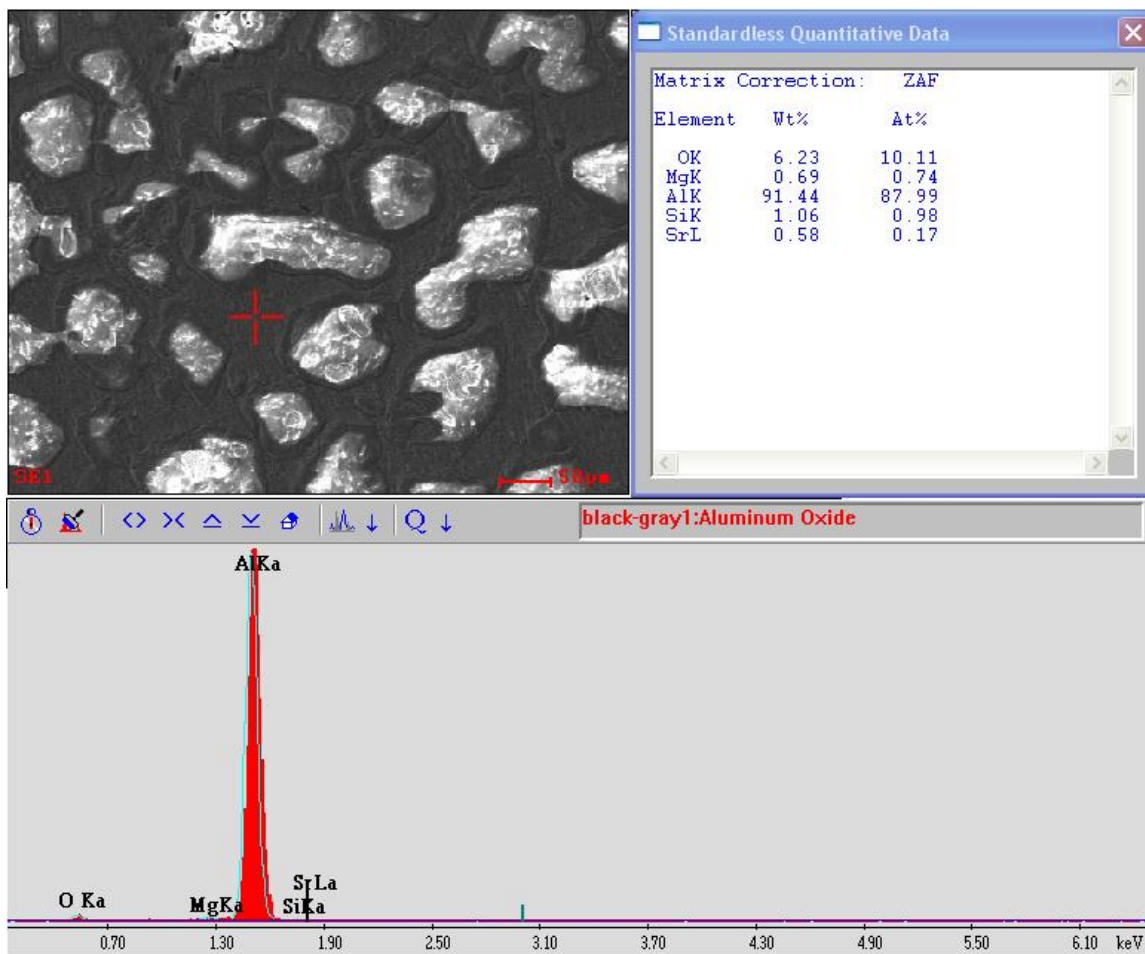 Standardless Quantitative Data
Matrix Correction: ZAF
Element Wt% At%
OK 6.23 10.11
MgK 0.69 0.74
AlK 91.44 87.99
SiK 1.06 0.98
SrL 0.58 0.17
SE1 50µm
Q
black-gray1:Aluminum Oxide
AlKa
SrLa
O Ka MgKa SiKa
0.70 1.30 1.90 2.50 3.10 3.70 4.30 4.90 5.50 6.10 keV